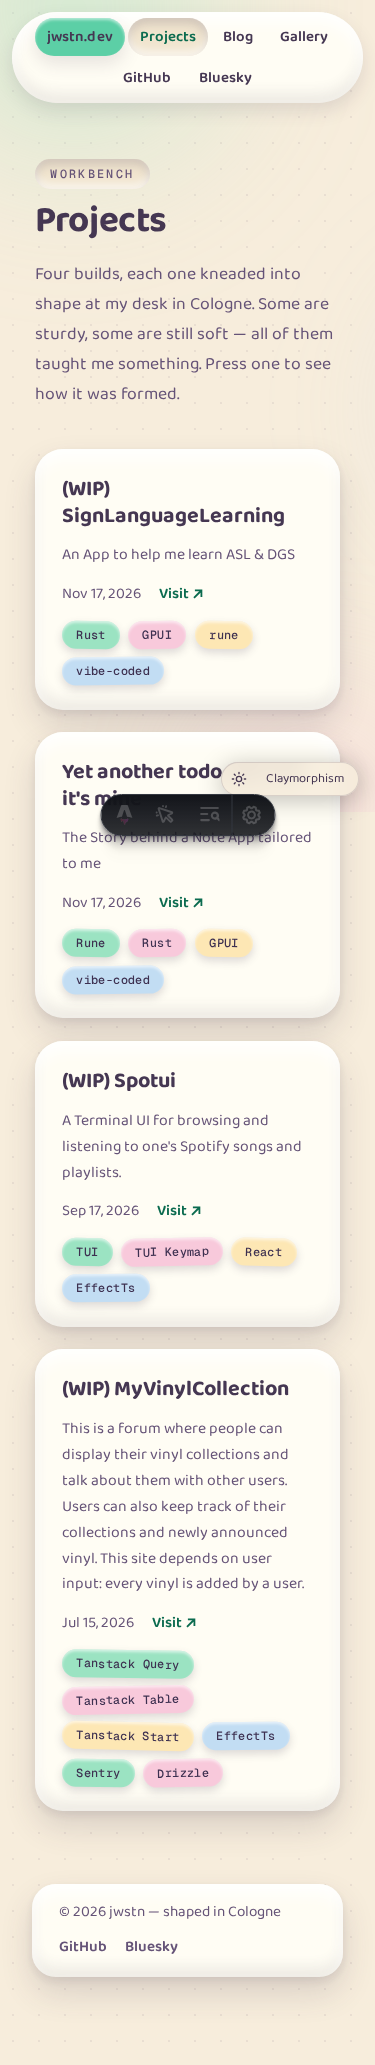 jwstn.dev Projects Blog Gallery
GitHub Bluesky
WORKBENCH
Projects
Four builds, each one kneaded into
shape at my desk in Cologne. Some are
sturdy, some are still soft — all of them
taught me something. Press one to see
how it was formed.
(WIP)
SignLanguageLearning
An App to help me learn ASL & DGS
Nov 17, 2026 Visit ↗
Rust GPUI rune
vibe-coded
Yet another todo
Claymorphism
it's
The Story behind a Note App tailored
to me
Nov 17, 2026 Visit ↗
Rune Rust GPUI
vibe-coded
(WIP) Spotui
A Terminal UI for browsing and
listening to one's Spotify songs and
playlists.
Sep 17, 2026 Visit ↗
TUI TUI Keymap React
EffectTs
(WIP) MyVinylCollection
This is a forum where people can
display their vinyl collections and
talk about them with other users.
Users can also keep track of their
collections and newly announced
vinyl. This site depends on user
input: every vinyl is added by a user.
Jul 15, 2026 Visit ↗
Tanstack Query
Tanstack Table
Tanstack Start EffectTs
Sentry Drizzle
© 2026 jwstn — shaped in Cologne
GitHub Bluesky